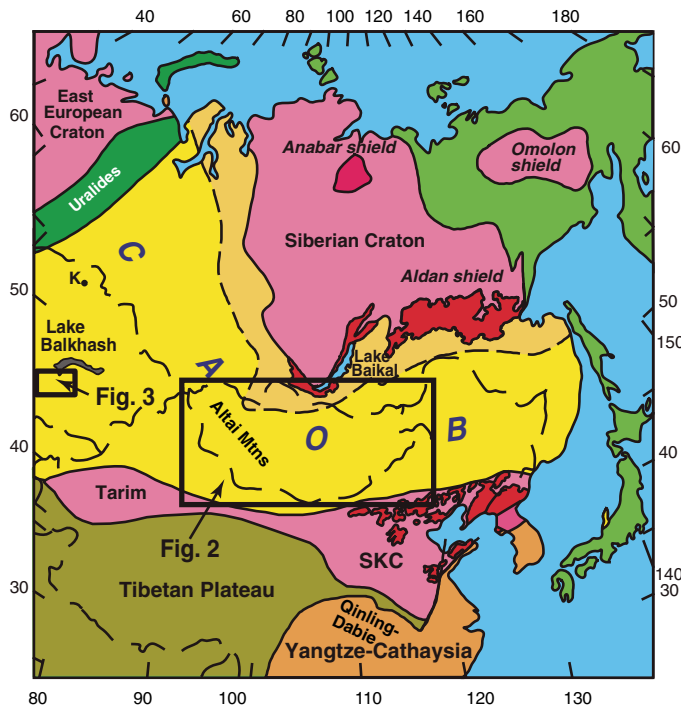 40 60 80 100 120 140 160 180
60
East
European
Craton
Anabar shield
Omolon
shield
60
Uralides
Siberian Craton
C
K.
Aldan shield
50
50
150
Lake
Balkhash
A
Lake
Baikal
Fig. 3
Altai Mtns
O
B
40
40
Tarim
Fig. 2
SKC
140
30
Tibetan Plateau
30
Qinling-
Dabie
Yangtze-Cathaysia
80 90 100 110 120 130